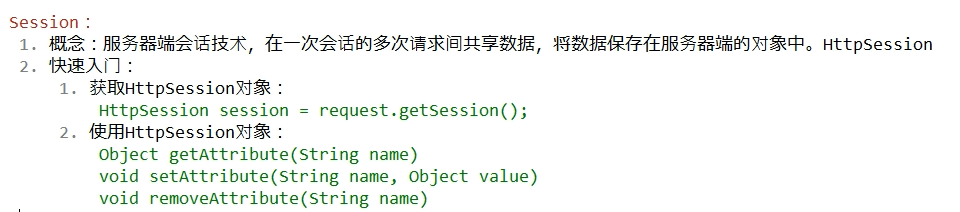 Session：
1. 概念：服务器端会话技术，在一次会话的多次请求间共享数据，将数据保存在服务器端的对象中。HttpSession
2. 快速入门：
1. 获取HttpSession对象：
HttpSession session = request.getSession();
2. 使用HttpSession对象：
Object getAttribute(String name)
void setAttribute(String name, Object value)
void removeAttribute(String name)